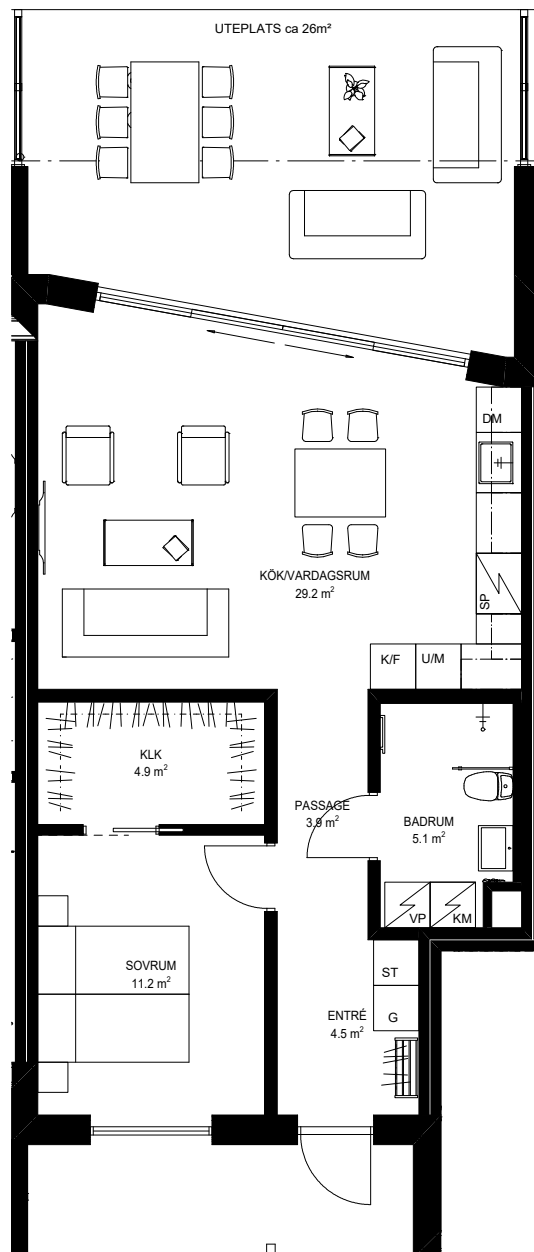 UTEPLATS ca 26m²
DM
SP
KÖK/VARDAGSRUM
29.2 m²
K/F
U/M
KLK
4.9 m²
PASSAGE
3.9 m²
BADRUM
5.1 m²
VP
KM
SOVRUM
11.2 m²
ST
G
ENTRÉ
4.5 m²